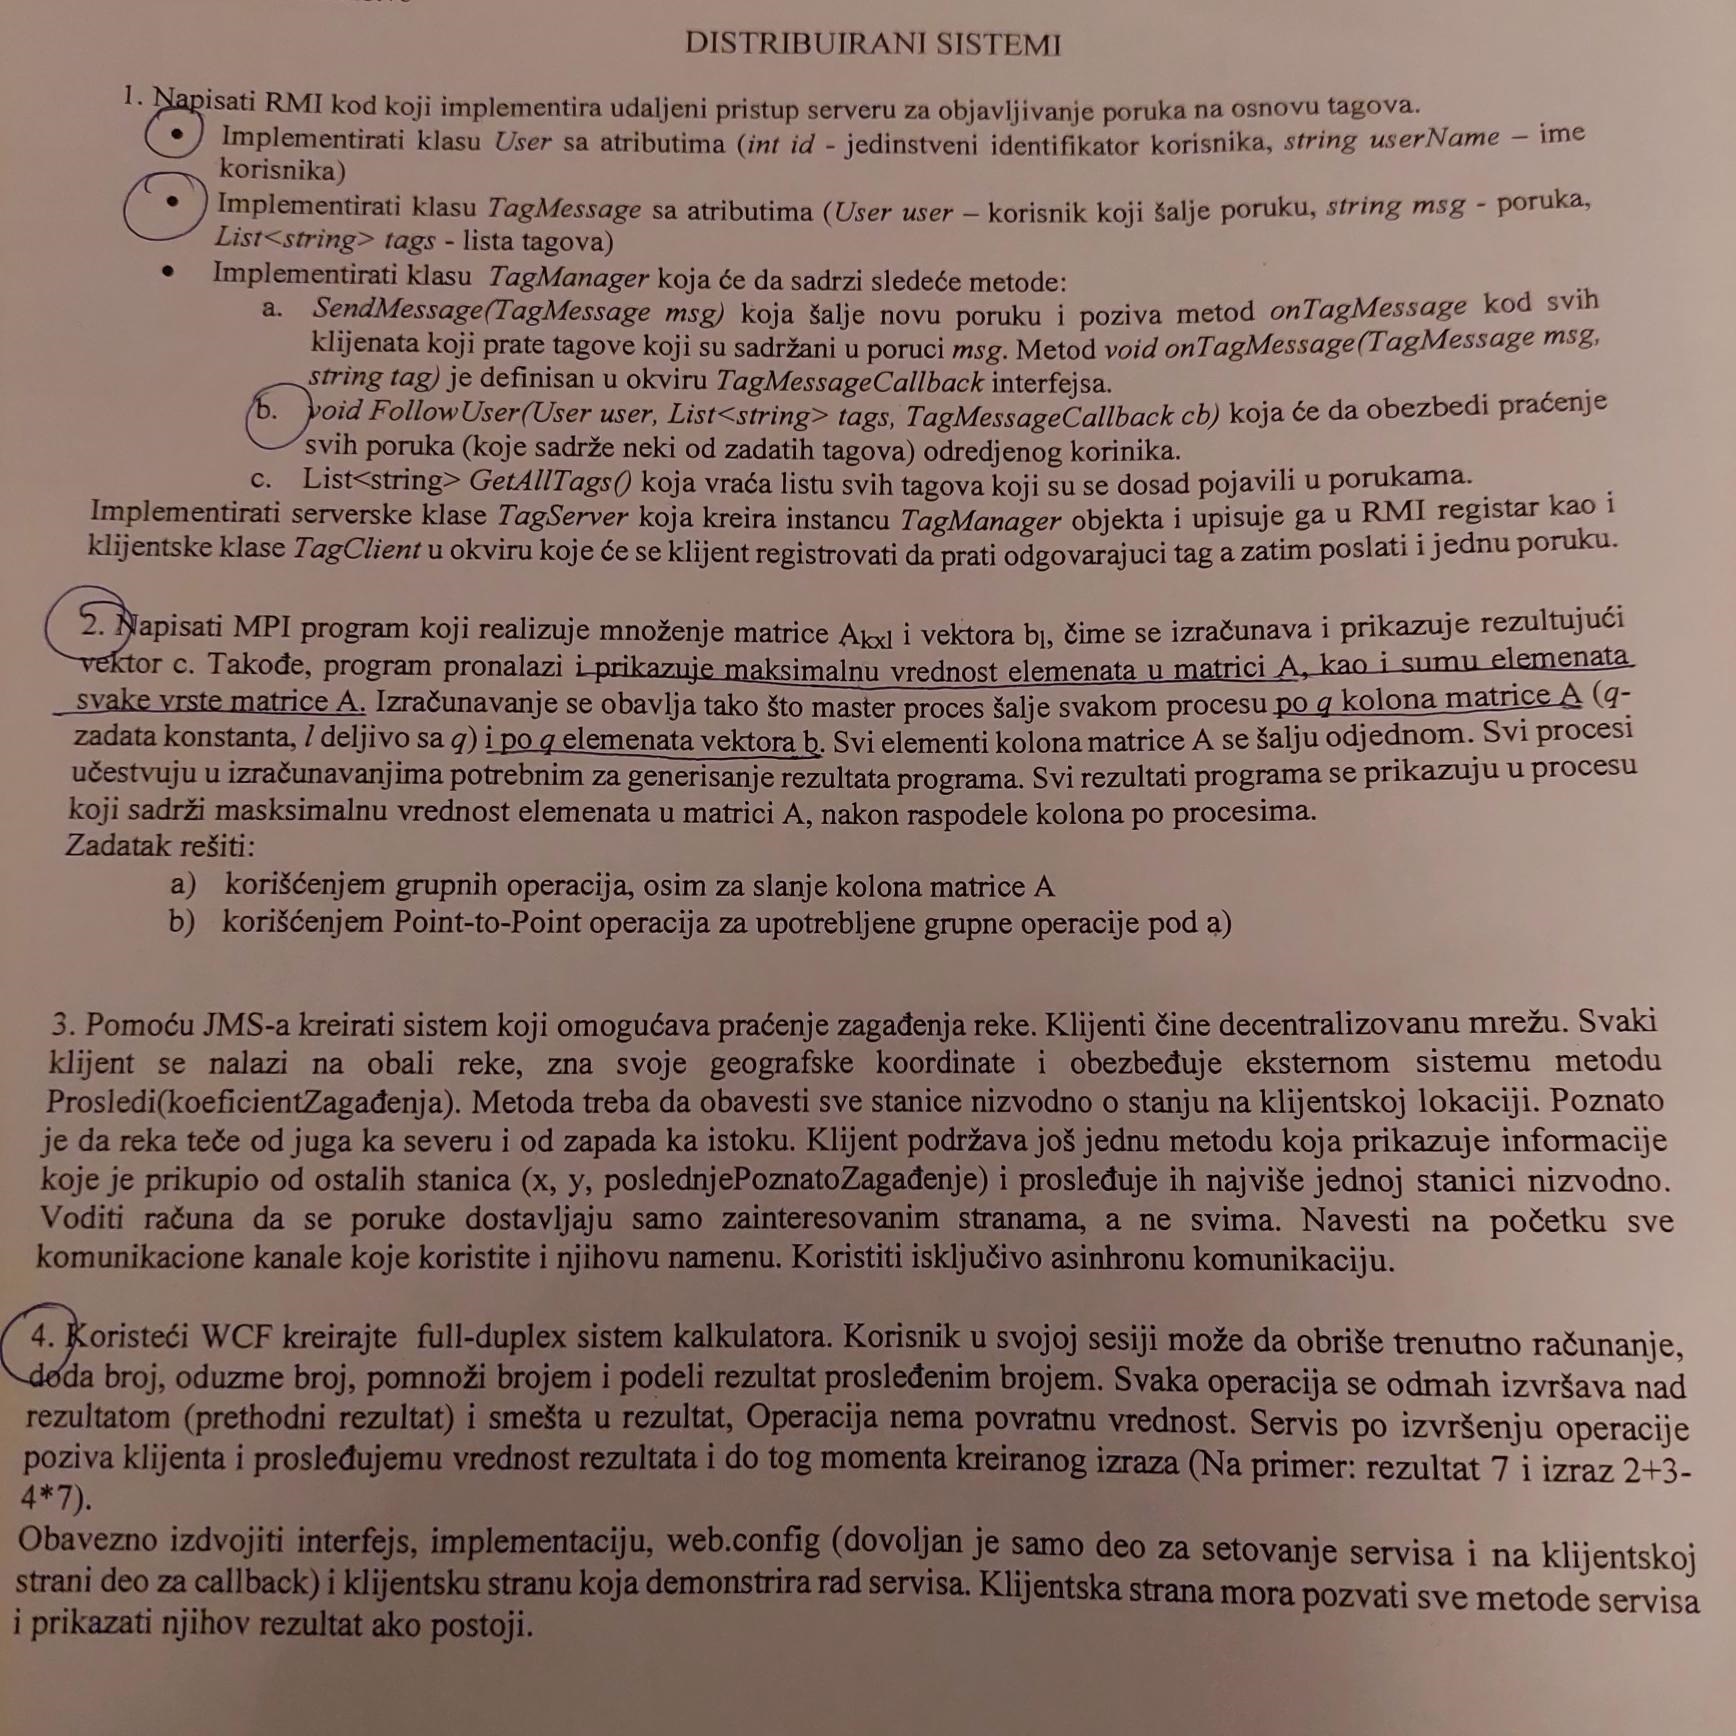 DISTRIBUIRANI SISTEMI
1. Napisati RMI kod koji implementira udaljeni pristup serveru za objavljivanje poruka na osnovu tagova.
• Implementirati klasu User sa atributima (int id - jedinstveni identifikator korisnika, string userName – ime
korisnika)
• Implementirati klasu TagMessage sa atributima (User user – korisnik koji šalje poruku, string msg - poruka,
List<string> tags - lista tagova)
• Implementirati klasu TagManager koja će da sadrzi sledeće metode:
a. SendMessage(TagMessage msg) koja šalje novu poruku i poziva metod onTagMessage kod svih
klijenata koji prate tagove koji su sadržani u poruci msg. Metod void onTagMessage(TagMessage msg,
string tag) je definisan u okviru TagMessageCallback interfejsa.
b. void FollowUser(User user, List<string> tags, TagMessageCallback cb) koja će da obezbedi praćenje
svih poruka (koje sadrže neki od zadatih tagova) odredjenog korinika.
c. List<string> GetAllTags() koja vraća listu svih tagova koji su se dosad pojavili u porukama.
Implementirati serverske klase TagServer koja kreira instancu TagManager objekta i upisuje ga u RMI registar kao i
klijentske klase TagClient u okviru koje će se klijent registrovati da prati odgovarajuci tag a zatim poslati i jednu poruku.
2. Napisati MPI program koji realizuje množenje matrice Akxl i vektora bl, čime se izračunava i prikazuje rezultujući
vektor c. Takođe, program pronalazi i prikazuje maksimalnu vrednost elemenata u matrici A, kao i sumu elemenata
svake vrste matrice A. Izračunavanje se obavlja tako što master proces šalje svakom procesu po q kolona matrice A (q-
zadata konstanta, l deljivo sa q) i po q elemenata vektora b. Svi elementi kolona matrice A se šalju odjednom. Svi procesi
učestvuju u izračunavanjima potrebnim za generisanje rezultata programa. Svi rezultati programa se prikazuju u procesu
koji sadrži masksimalnu vrednost elemenata u matrici A, nakon raspodele kolona po procesima.
Zadatak rešiti:
a) korišćenjem grupnih operacija, osim za slanje kolona matrice A
b) korišćenjem Point-to-Point operacija za upotrebljene grupne operacije pod a)
3. Pomoću JMS-a kreirati sistem koji omogućava praćenje zagađenja reke. Klijenti čine decentralizovanu mrežu. Svaki
klijent se nalazi na obali reke, zna svoje geografske koordinate i obezbeđuje eksternom sistemu metodu
Prosledi(koeficientZagađenja). Metoda treba da obavesti sve stanice nizvodno o stanju na klijentskoj lokaciji. Poznato
je da reka teče od juga ka severu i od zapada ka istoku. Klijent podržava još jednu metodu koja prikazuje informacije
koje je prikupio od ostalih stanica (x, y, poslednjePoznatoZagađenje) i prosleđuje ih najviše jednoj stanici nizvodno.
Voditi računa da se poruke dostavljaju samo zainteresovanim stranama, a ne svima. Navesti na početku sve
komunikacione kanale koje koristite i njihovu namenu. Koristiti isključivo asinhronu komunikaciju.
4. Koristeći WCF kreirajte full-duplex sistem kalkulatora. Korisnik u svojoj sesiji može da obriše trenutno računanje,
doda broj, oduzme broj, pomnoži brojem i podeli rezultat prosleđenim brojem. Svaka operacija se odmah izvršava nad
rezultatom (prethodni rezultat) i smešta u rezultat, Operacija nema povratnu vrednost. Servis po izvršenju operacije
poziva klijenta i prosleđujemu vrednost rezultata i do tog momenta kreiranog izraza (Na primer: rezultat 7 i izraz 2+3-
4*7).
Obavezno izdvojiti interfejs, implementaciju, web.config (dovoljan je samo deo za setovanje servisa i na klijentskoj
strani deo za callback) i klijentsku stranu koja demonstrira rad servisa. Klijentska strana mora pozvati sve metode servisa
i prikazati njihov rezultat ako postoji.